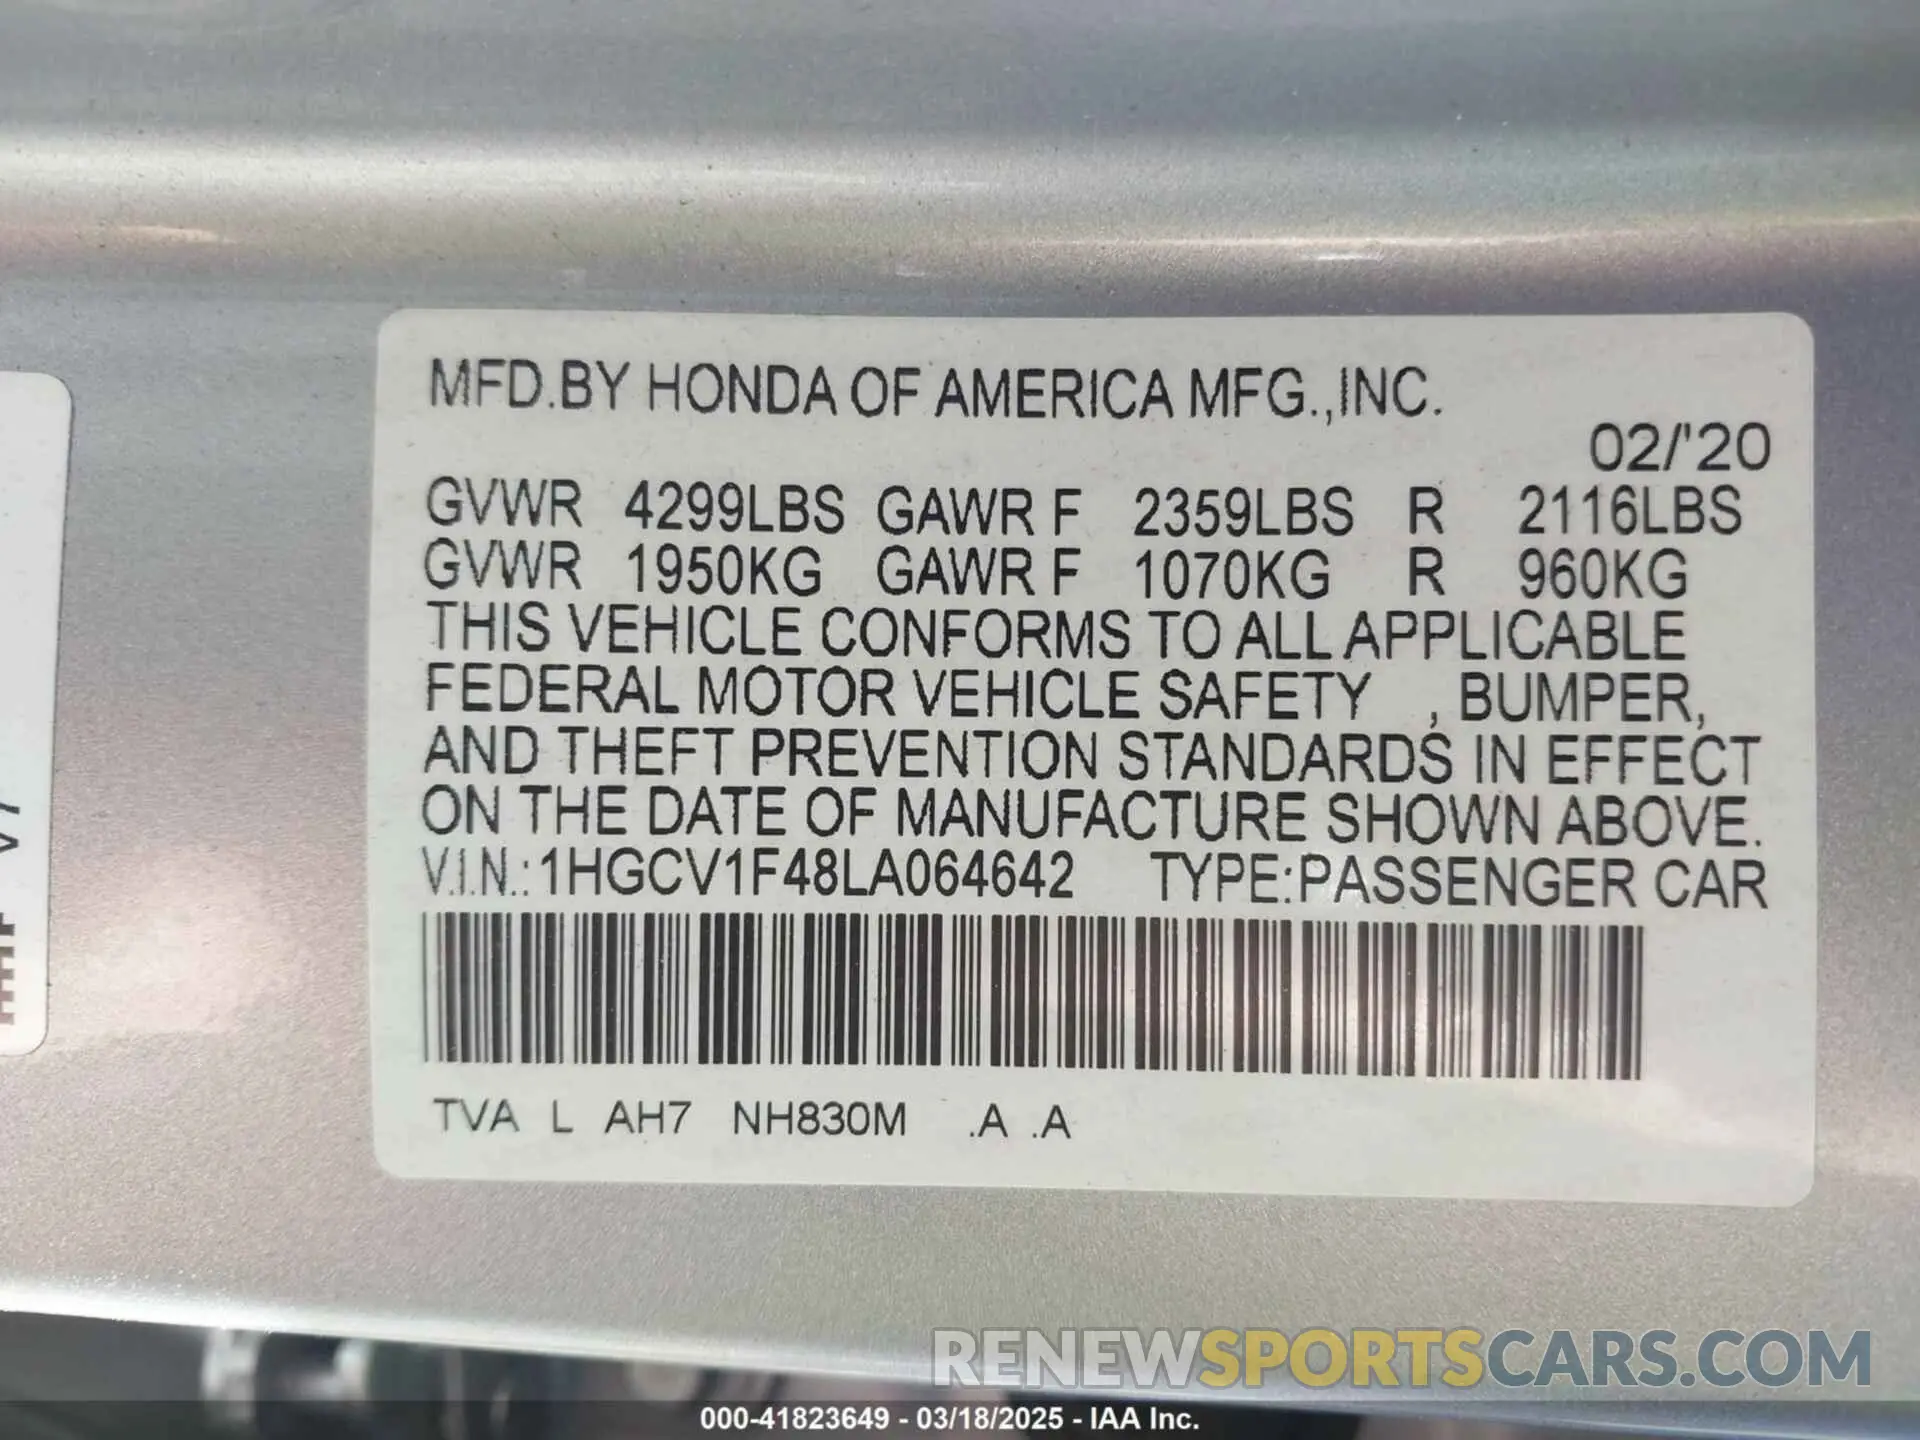 MFD.BY HONDA OF AMERICA MFG.,INC.
02/'20
GVWR 4299LBS GAWR F 2359LBS R 2116LBS
GVWR 1950KG GAWR F 1070KG R 960KG
THIS VEHICLE CONFORMS TO ALL APPLICABLE
FEDERAL MOTOR VEHICLE SAFETY , BUMPER,
AND THEFT PREVENTION STANDARDS IN EFFECT
ON THE DATE OF MANUFACTURE SHOWN ABOVE.
V.I.N.: 1HGCV1F48LA064642 TYPE:PASSENGER CAR
TVA L AH7 NH830M .A .A
RENEWSPORTSCARS.COM
000-41823649 - 03/18/2025 - IAA Inc.